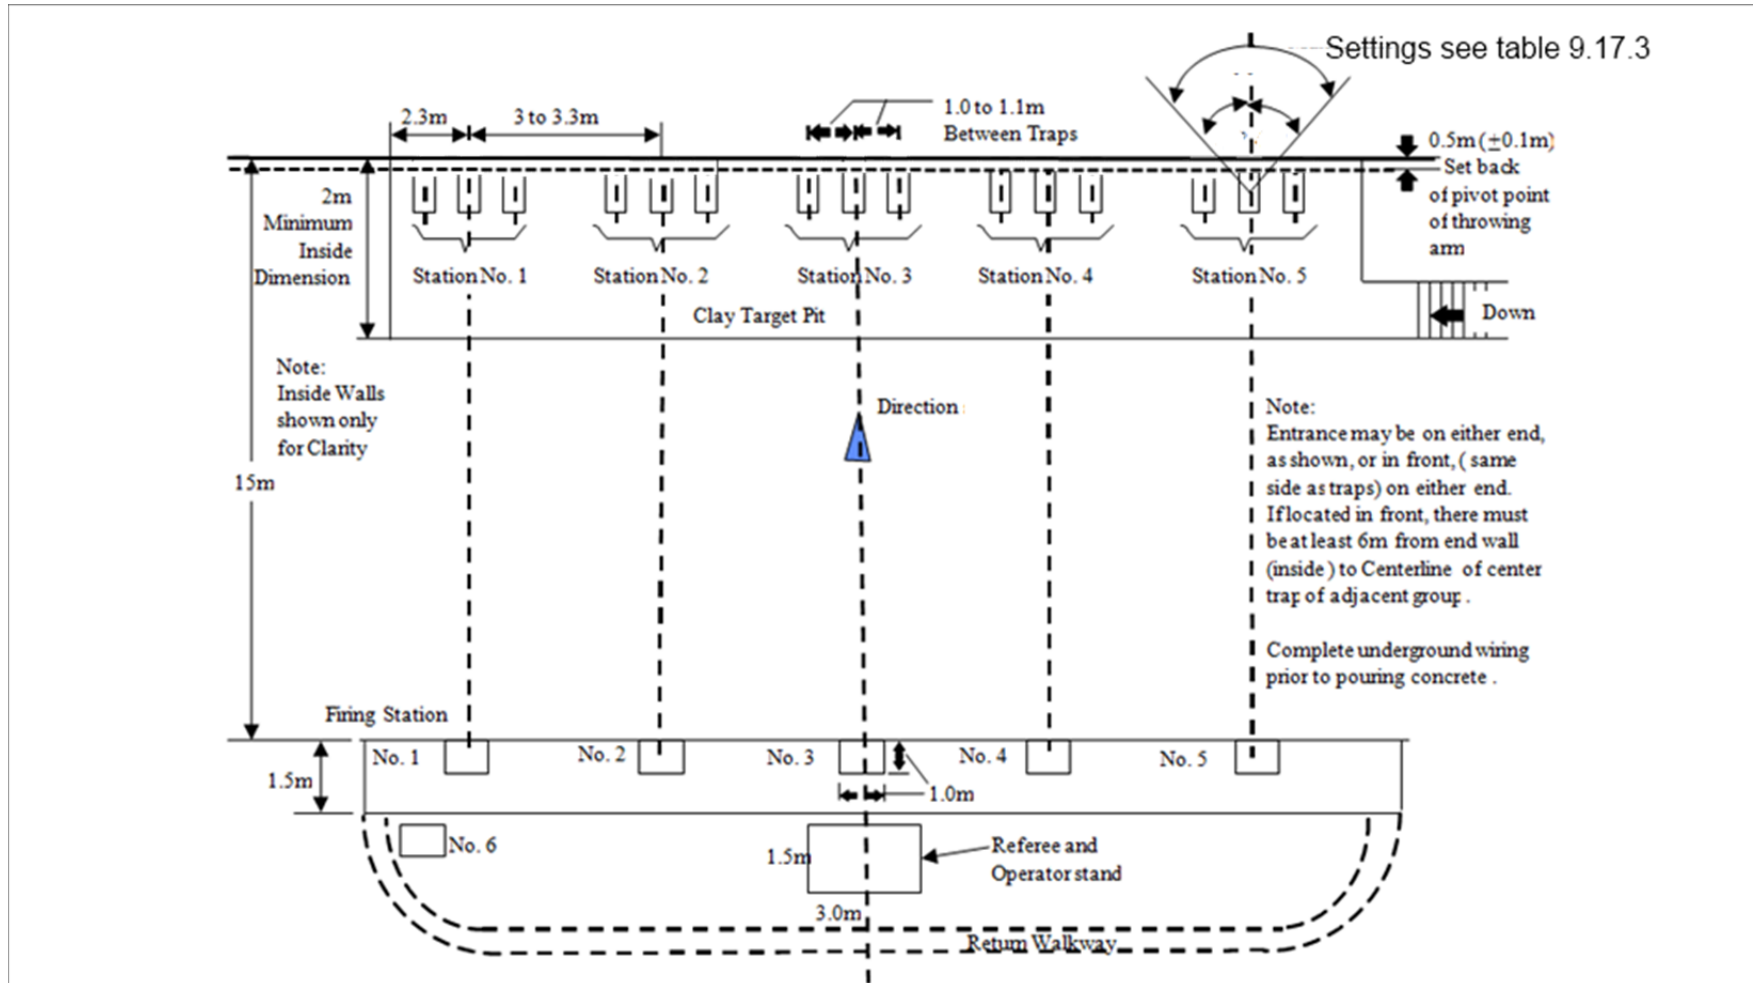 Settings see table 9.17.3
2.3m
3 to 3.3m
1.0 to 1.1m
Between Traps
0.5m (±0.1m)
Set back
of pivot point
of throwing
arm
2m
Minimum
Inside
Dimension
Station No. 1
Station No. 2
Station No. 3
Station No. 4
Station No. 5
Clay Target Pit
Down
Note:
Inside Walls
shown only
for Clarity
Direction
Note:
Entrance may be on either end,
as shown, or in front, ( same
side as traps) on either end.
If located in front, there must
be at least 6m from end wall
(inside ) to Centerline of center
trap of adjacent group .
15m
Complete underground wiring
prior to pouring concrete .
Firing Station
No. 1
No. 2
No. 3
No. 4
No. 5
1.5m
1.0m
No. 6
1.5m
Referee and
Operator stand
3.0m
Return Walkway